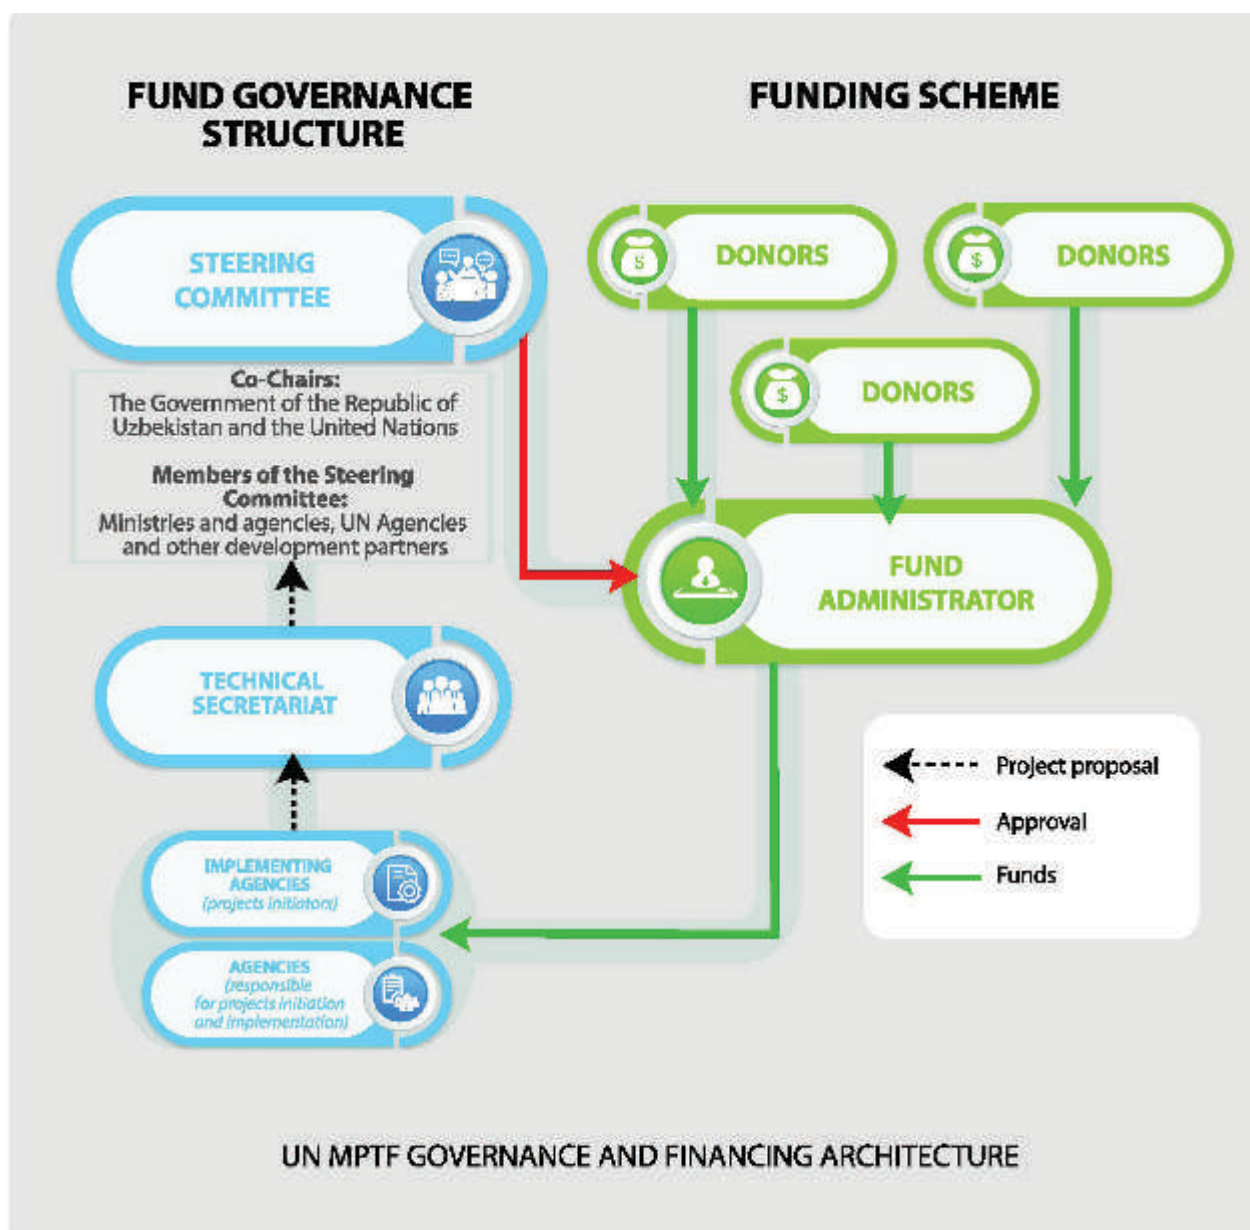 FUND GOVERNANCE
STRUCTURE
STEERING
COMMITTEE
Co-Chairs:
The Government of the Republic of
Uzbekistan and the United Nations
Members of the Steering
Committee:
Ministries and agencies, UN Agencies
and other development partners
TECHNICAL
SECRETARIAT
IMPLEMENTING
AGENCIES
(projects initiators)
AGENCIES
(responsible
for projects initiation
and implementation)
FUNDING SCHEME
DONORS
DONORS
DONORS
FUND
ADMINISTRATOR
Project proposal
Approval
Funds
UN MPTF GOVERNANCE AND FINANCING ARCHITECTURE